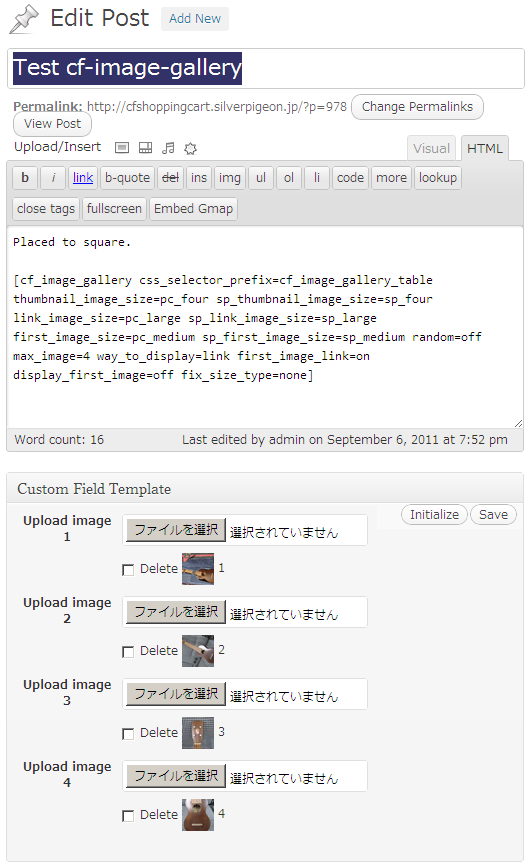 Edit Post Add New
Test cf-image-gallery
Permalink: http://cfshoppingcart.silverpigeon.jp/?p=978 Change Permalinks
View Post
Upload/Insert Visual HTML
b i link b-quote del ins img ul ol li code more lookup
close tags fullscreen Embed Gmap
Placed to square.
[cf_image_gallery css_selector_prefix=cf_image_gallery_table
thumbnail_image_size=pc_four sp_thumbnail_image_size=sp_four
link_image_size=pc_large sp_link_image_size=sp_large
first_image_size=pc_medium sp_first_image_size=sp_medium random=off
max_image=4 way_to_display=link first_image_link=on
display_first_image=off fix_size_type=none]
Word count: 16 Last edited by admin on September 6, 2011 at 7:52 pm
Custom Field Template
Initialize Save
Upload image
1
ファイルを選択 選択されていません
Delete 1
Upload image
2
ファイルを選択 選択されていません
Delete 2
Upload image
3
ファイルを選択 選択されていません
Delete 3
Upload image
4
ファイルを選択 選択されていません
Delete 4